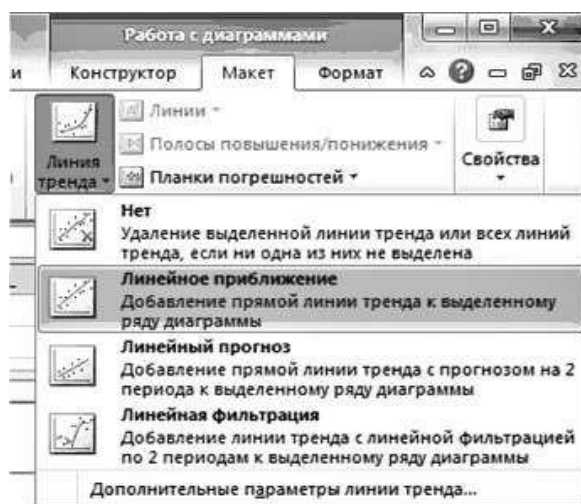 Работа с диаграммами
и Конструктор Макет Формат
Линия тренда
Линии
Полосы повышения/понижения
Планки погрешностей
Свойства
Нет
Удаление выделенной линии тренда или всех линий
тренда, если ни одна из них не выделена
Линейное приближение
Добавление прямой линии тренда к выделенному
ряду диаграммы
Линейный прогноз
Добавление прямой линии тренда с прогнозом на 2
периода к выделенному ряду диаграммы
Линейная фильтрация
Добавление линии тренда с линейной фильтрацией
по 2 периодам к выделенному ряду диаграммы
Дополнительные параметры линии тренда...